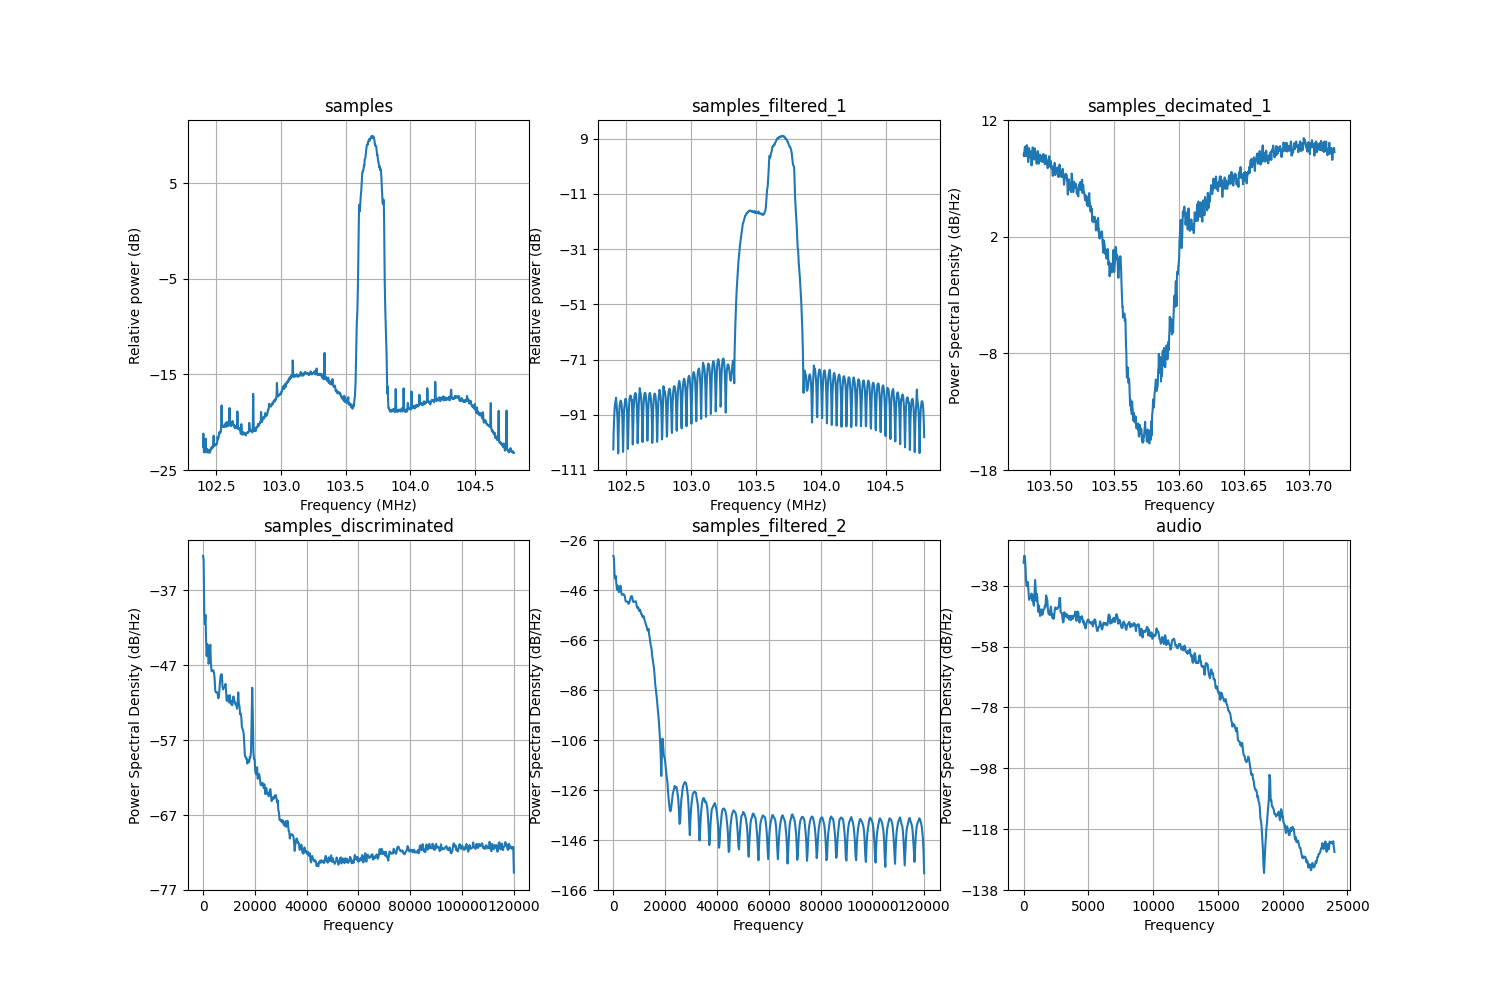 samples
Relative power (dB)
5
−5
−15
−25
102.5 103.0 103.5 104.0 104.5
Frequency (MHz)
samples_filtered_1
Relative power (dB)
9
−11
−31
−51
−71
−91
−111
102.5 103.0 103.5 104.0 104.5
Frequency (MHz)
samples_decimated_1
Power Spectral Density (dB/Hz)
12
2
−8
−18
103.50 103.55 103.60 103.65 103.70
Frequency
samples_discriminated
Power Spectral Density (dB/Hz)
−37
−47
−57
−67
−77
0 20000 40000 60000 80000 100000 120000
Frequency
samples_filtered_2
Power Spectral Density (dB/Hz)
−26
−46
−66
−86
−106
−126
−146
−166
0 20000 40000 60000 80000 100000 120000
Frequency
audio
Power Spectral Density (dB/Hz)
−38
−58
−78
−98
−118
−138
0 5000 10000 15000 20000 25000
Frequency